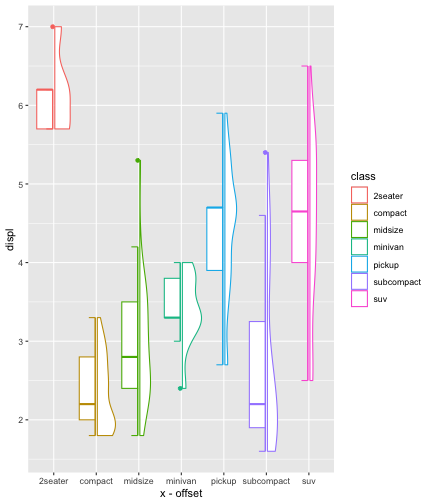 7
6
5
4
3
2
displ
2seater compact midsize minivan pickup subcompact suv
x - offset
class
2seater
compact
midsize
minivan
pickup
subcompact
suv